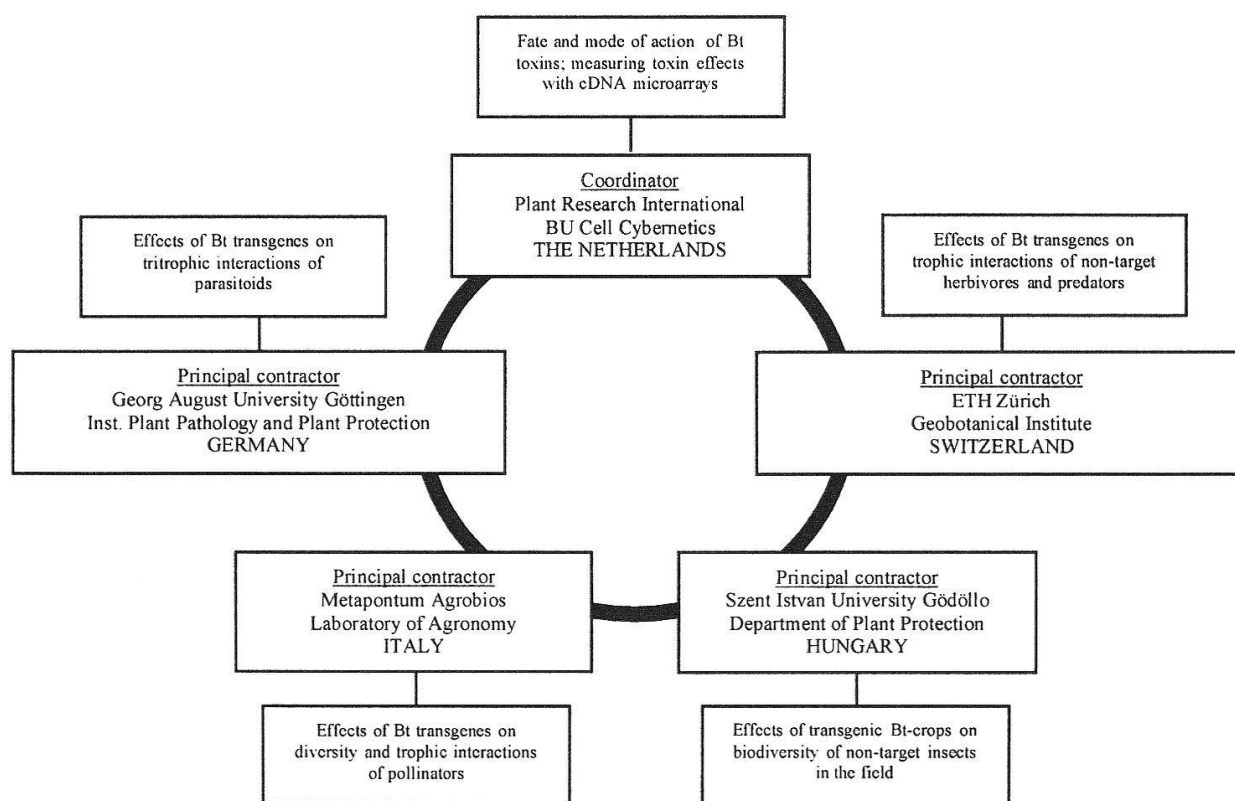 Fate and mode of action of Bt
toxins; measuring toxin effects
with cDNA microarrays
Coordinator
Plant Research International
BU Cell Cybernetics
THE NETHERLANDS
Effects of Bt transgenes on
tritrophic interactions of
parasitoids
Effects of Bt transgenes on
trophic interactions of non-target
herbivores and predators
Principal contractor
Georg August University Göttingen
Inst. Plant Pathology and Plant Protection
GERMANY
Principal contractor
ETH Zürich
Geobotanical Institute
SWITZERLAND
Principal contractor
Metapontum Agrobios
Laboratory of Agronomy
ITALY
Principal contractor
Szent Istvan University Gödöllo
Department of Plant Protection
HUNGARY
Effects of Bt transgenes on
diversity and trophic interactions
of pollinators
Effects of transgenic Bt-crops on
biodiversity of non-target insects
in the field